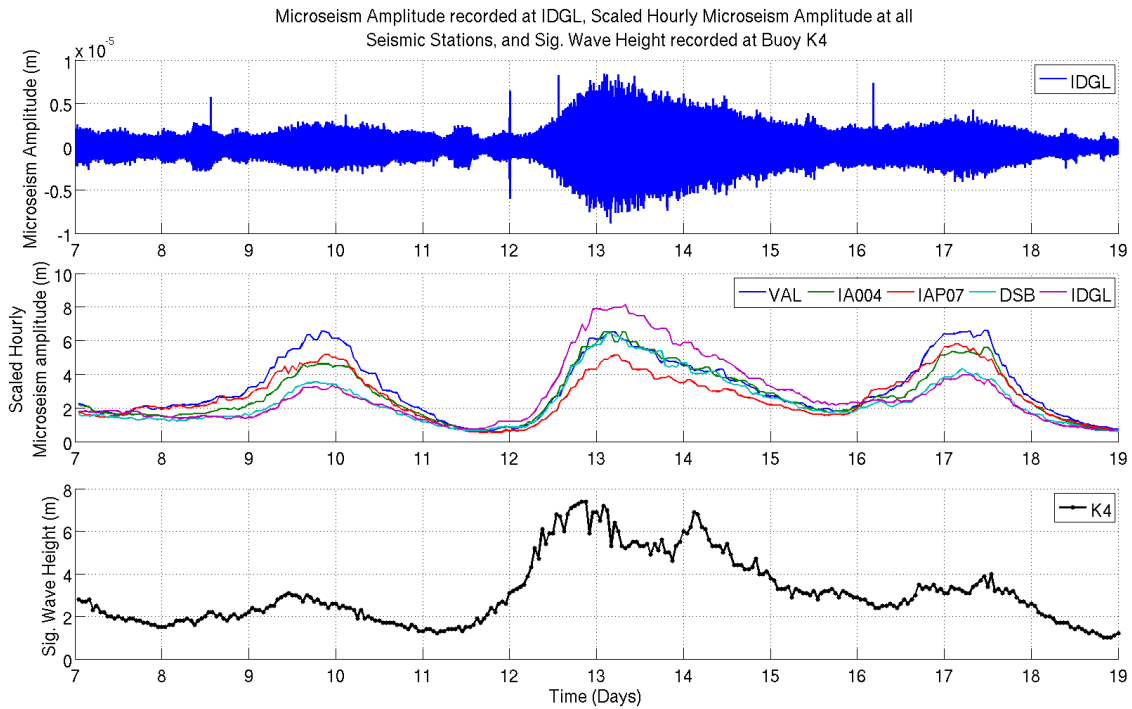 Microseism Amplitude recorded at IDGL, Scaled Hourly Microseism Amplitude at all
Seismic Stations, and Sig. Wave Height recorded at Buoy K4
x 10-5
Microseism Amplitude (m)
1
0.5
0
-0.5
-1
IDGL
7 8 9 10 11 12 13 14 15 16 17 18 19
Scaled Hourly
Microseism amplitude (m)
10
8
6
4
2
0
VAL IA004 IAP07 DSB IDGL
7 8 9 10 11 12 13 14 15 16 17 18 19
Sig. Wave Height (m)
8
6
4
2
0
K4
7 8 9 10 11 12 13 14 15 16 17 18 19
Time (Days)